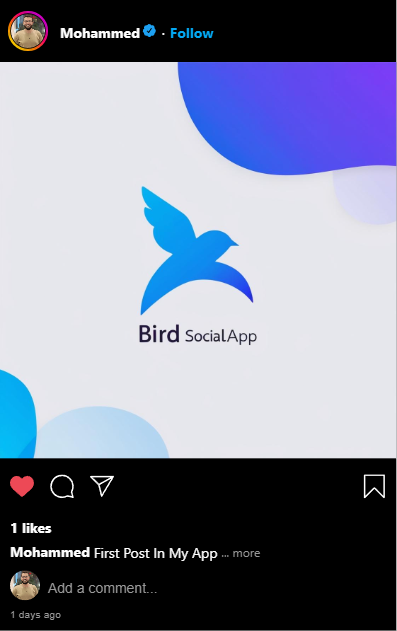 Mohammed · Follow
Bird SocialApp
1 likes
Mohammed First Post In My App ... more
Add a comment...
1 days ago